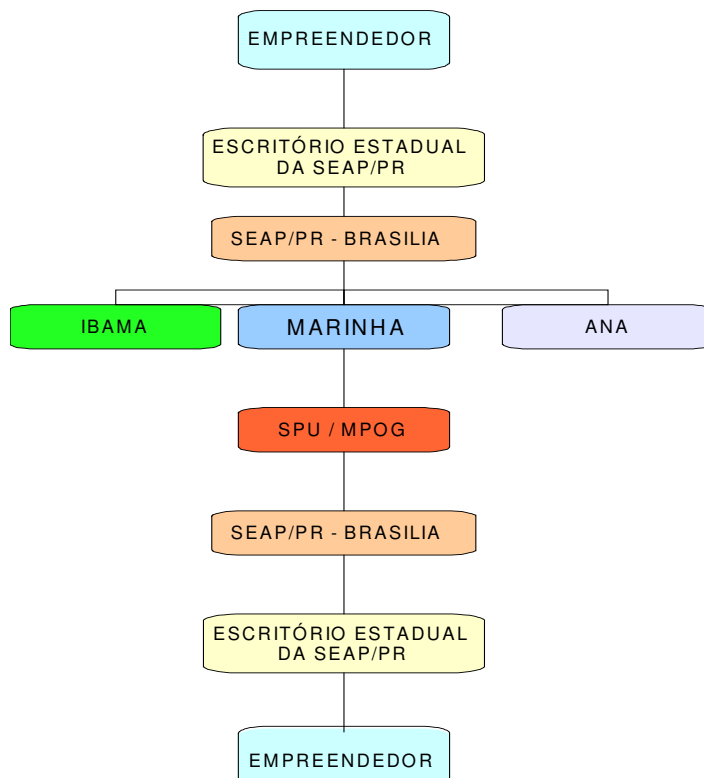 EMPREENDEDOR
ESCRITÓRIO ESTADUAL
DA SEAP/PR
SEAP/PR - BRASILIA
IBAMA
MARINHA
ANA
SPU / MPOG
SEAP/PR - BRASILIA
ESCRITÓRIO ESTADUAL
DA SEAP/PR
EMPREENDEDOR